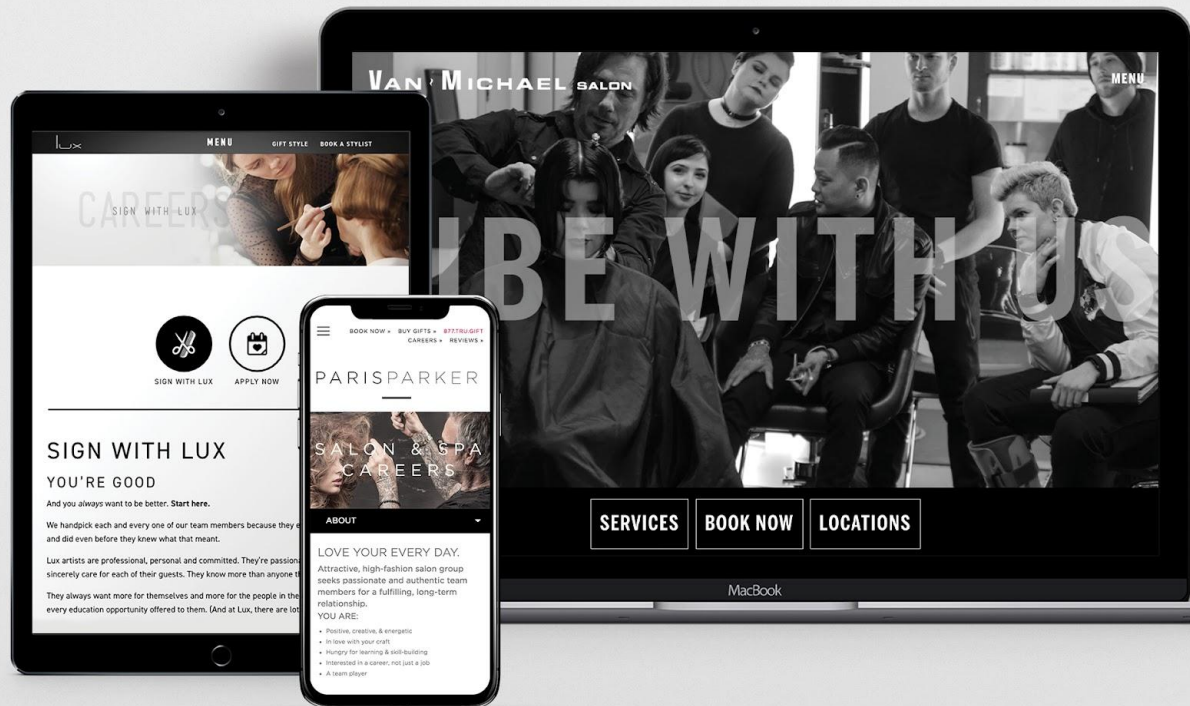 VAN MICHAEL SALON
MENU
IBE WITH US
SERVICES
BOOK NOW
LOCATIONS
MacBook
lux
MENU
GIFT STYLE
BOOK A STYLIST
CAREERS
SIGN WITH LUX
SIGN WITH LUX
APPLY NOW
SIGN WITH LUX
YOU'RE GOOD
And you always want to be better. Start here.
We handpick each and every one of our team members because they
and did even before they knew what that meant.
Lux artists are professional, personal and committed. They're
sincerely care for each of their guests. They know more than anyone
They always want more for themselves and more for the people in
every education opportunity offered to them. (And at Lux, there are
BOOK NOW » BUY GIFTS » 877.TRU.GIFT
CAREERS » REVIEWS »
PARISPARKER
SALON & SPA
CAREERS
ABOUT
LOVE YOUR EVERY DAY.
Attractive, high-fashion salon group
seeks passionate and authentic team
members for a fulfilling, long-term
relationship.
YOU ARE:
• Positive, creative, & energetic
• In love with your craft
• Hungry for learning & skill-building
• Interested in a career, not just a job
• A team player